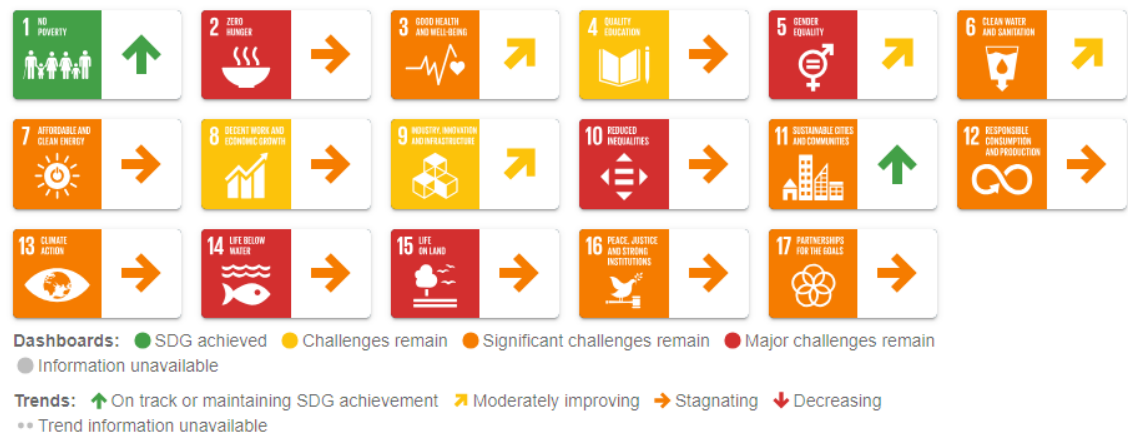 1 NO
POVERTY
2 ZERO
HUNGER
3 GOOD HEALTH
AND WELL-BEING
4 QUALITY
EDUCATION
5 GENDER
EQUALITY
6 CLEAN WATER
AND SANITATION
7 AFFORDABLE AND
CLEAN ENERGY
8 DECENT WORK AND
ECONOMIC GROWTH
9 INDUSTRY, INNOVATION
AND INFRASTRUCTURE
10 REDUCED
INEQUALITIES
11 SUSTAINABLE CITIES
AND COMMUNITIES
12 RESPONSIBLE
CONSUMPTION
AND PRODUCTION
13 CLIMATE
ACTION
14 LIFE BELOW
WATER
15 LIFE
ON LAND
16 PEACE, JUSTICE
AND STRONG
INSTITUTIONS
17 PARTNERSHIPS
FOR THE GOALS
Dashboards: SDG achieved Challenges remain Significant challenges remain Major challenges remain
Information unavailable
Trends: On track or maintaining SDG achievement Moderately improving Stagnating Decreasing
Trend information unavailable